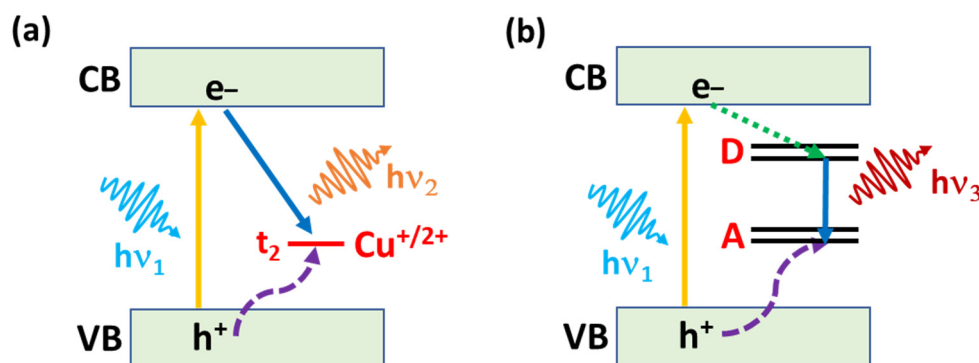 (a)
CB
e–
hν₂
hν₁
t₂ Cu⁺/²⁺
VB
h⁺
(b)
CB
e–
D
hν₃
hν₁
A
VB
h⁺